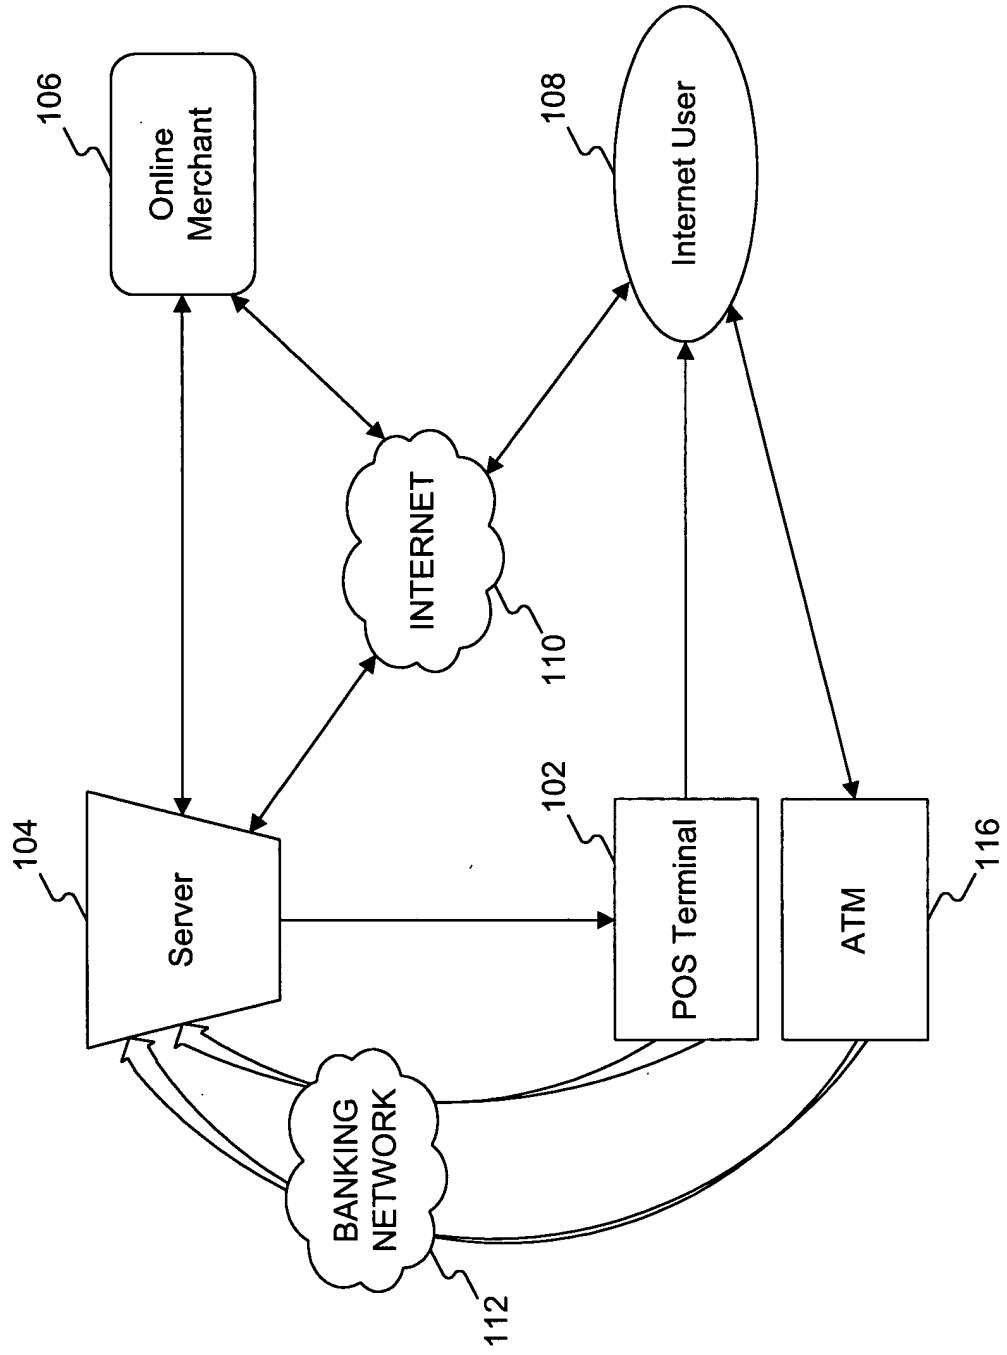 104
Server
106
Online
Merchant
BANKING
NETWORK
112
INTERNET
110
102
POS Terminal
108
Internet User
ATM
116